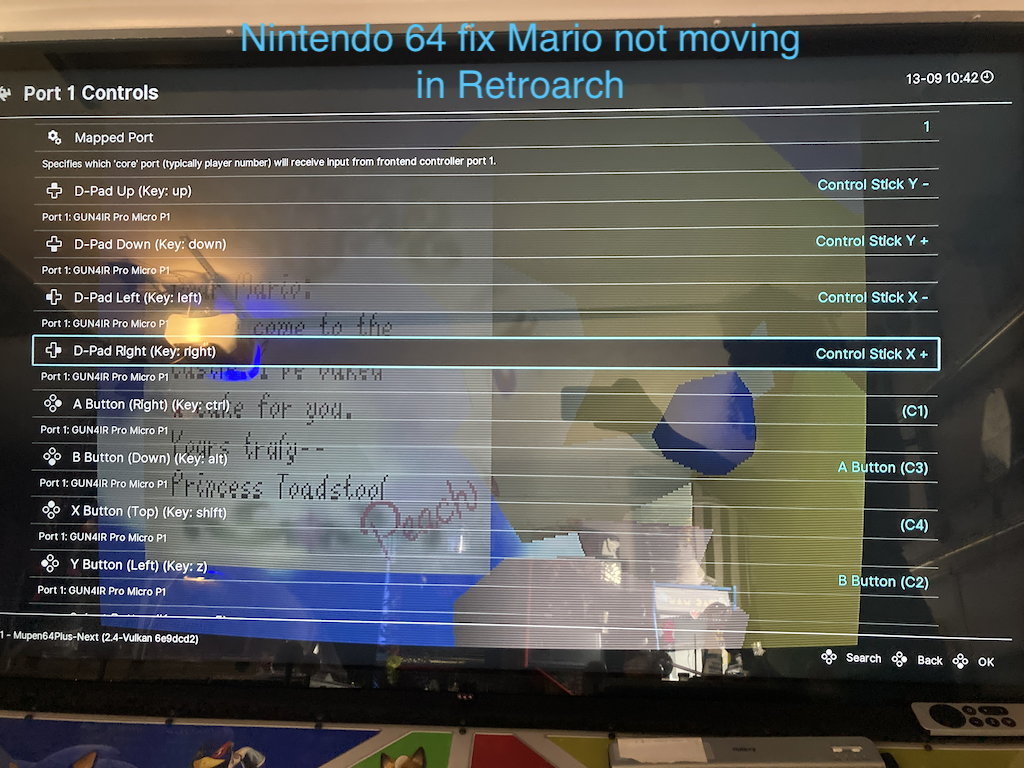 Nintendo 64 fix Mario not moving
in Retroarch
13-09 10:42
Port 1 Controls
Mapped Port 1
Specifies which 'core' port (typically player number) will receive input from frontend controller port 1.
D-Pad Up (Key: up) Control Stick Y -
Port 1: GUN4IR Pro Micro P1
D-Pad Down (Key: down) Control Stick Y +
Port 1: GUN4IR Pro Micro P1
Mario:
D-Pad Left (Key: left) Control Stick X -
Port 1: GUN4IR Pro Micro P1
come to the
D-Pad Right (Key: right) Control Stick X +
Port 1: GUN4IR Pro Micro P1
baked
A Button (Right) (Key: ctrl) (C1)
cake for you.
Port 1: GUN4IR Pro Micro P1
Yours truly--
B Button (Down) (Key: alt) A Button (C3)
Port 1: GUN4IR Pro Micro P1
Princess Toadstool
Peach
X Button (Top) (Key: shift) (C4)
Port 1: GUN4IR Pro Micro P1
Y Button (Left) (Key: z) B Button (C2)
Port 1: GUN4IR Pro Micro P1
1 - Mupen64Plus-Next (2.4-Vulkan 6e9dcd2)
Search Back OK